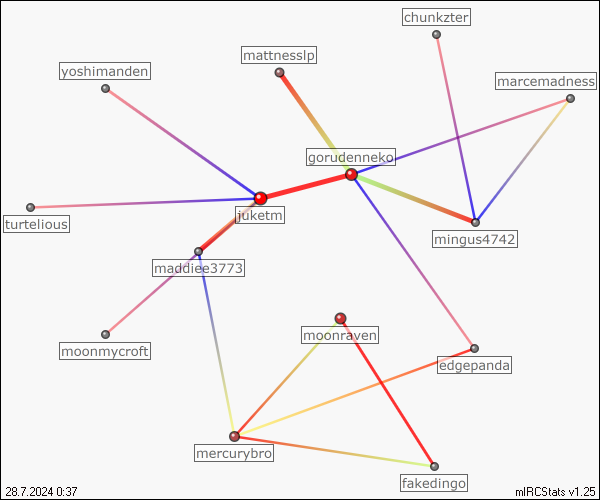 chunkzter
mattnesslp
yoshimanden
marcemadness
gorudenneko
juketm
turtelious
mingus4742
maddiee3773
moonraven
moonmycroft
edgepanda
mercurybro
fakedingo
28.7.2024 0:37
mIRCStats v1.25